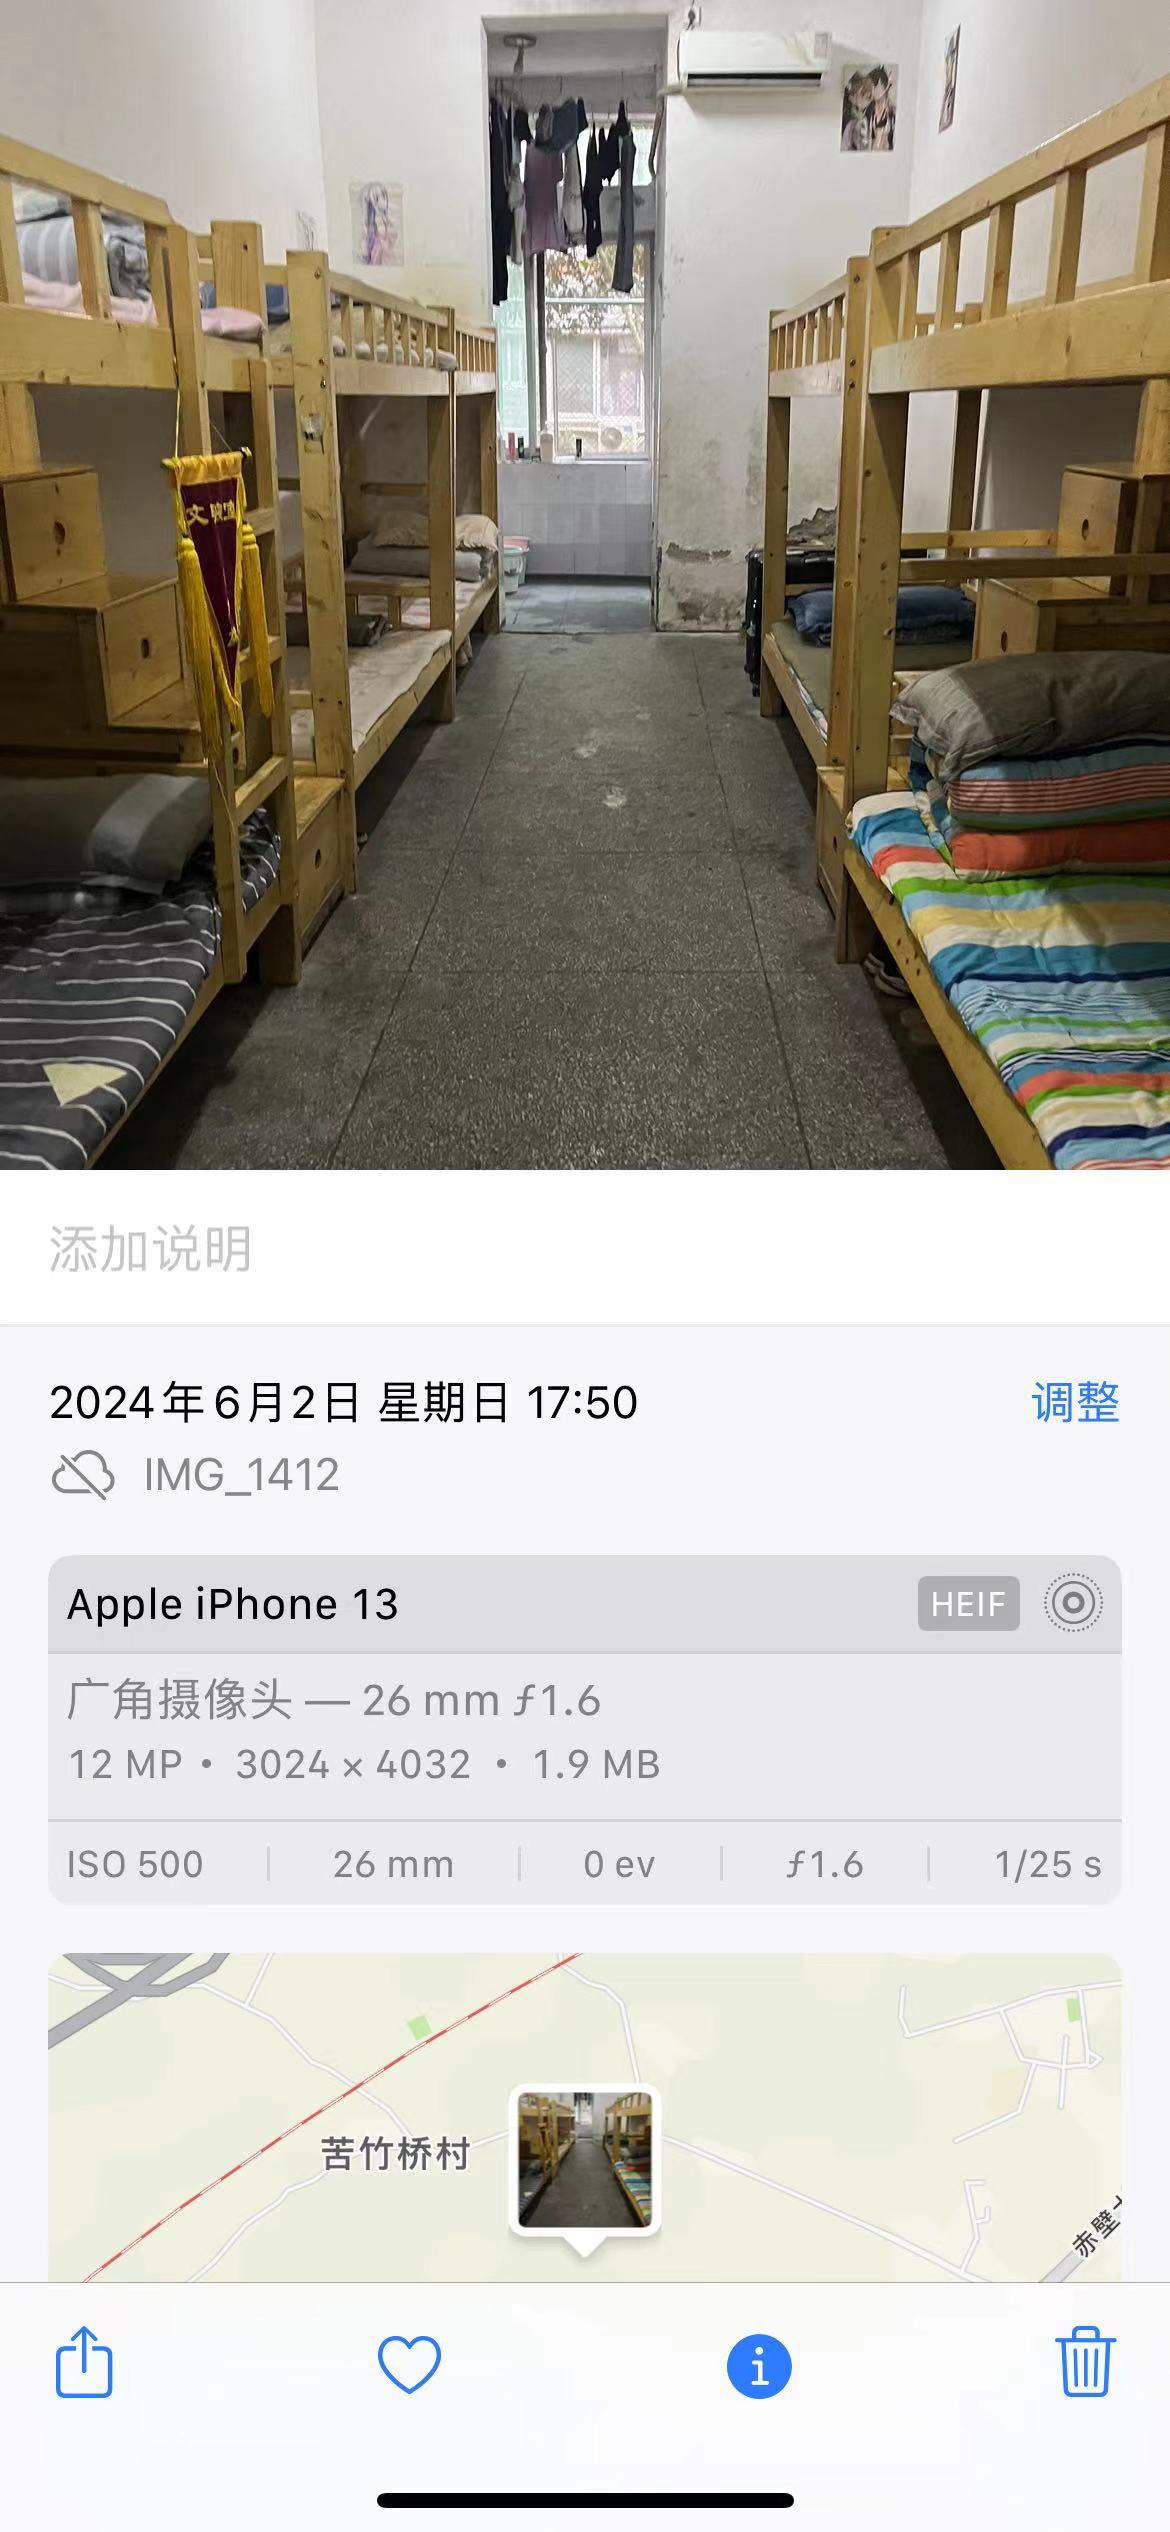 添加说明
2024年6月2日 星期日 17:50
调整
IMG_1412
Apple iPhone 13
HEIF
广角摄像头 — 26 mm ƒ1.6
12 MP • 3024 × 4032 • 1.9 MB
ISO 500
26 mm
0 ev
ƒ1.6
1/25 s
苦竹桥村
赤壁